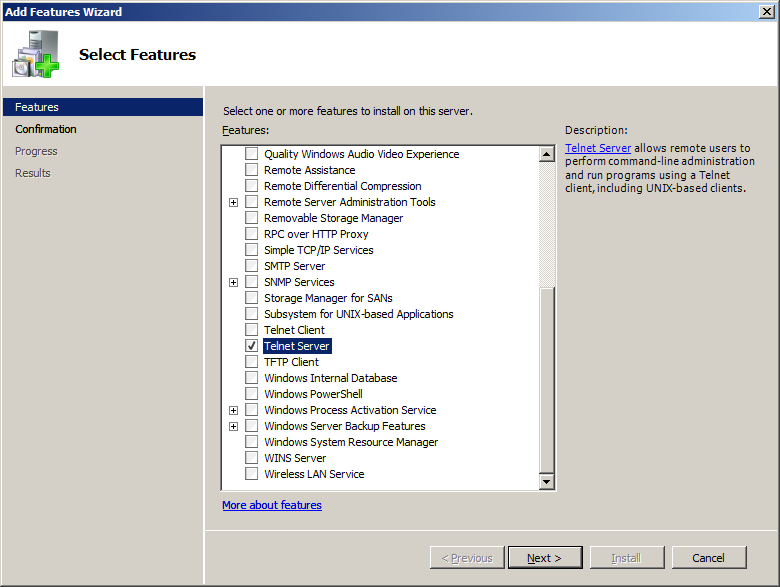 Add Features Wizard
Select Features
Features
Confirmation
Progress
Results
Select one or more features to install on this server.
Features:
Quality Windows Audio Video Experience
Remote Assistance
Remote Differential Compression
Remote Server Administration Tools
Removable Storage Manager
RPC over HTTP Proxy
Simple TCP/IP Services
SMTP Server
SNMP Services
Storage Manager for SANs
Subsystem for UNIX-based Applications
Telnet Client
Telnet Server
TFTP Client
Windows Internal Database
Windows PowerShell
Windows Process Activation Service
Windows Server Backup Features
Windows System Resource Manager
WINS Server
Wireless LAN Service
More about features
Description:
Telnet Server allows remote users to
perform command-line administration
and run programs using a Telnet
client, including UNIX-based clients.
< Previous
Next >
Install
Cancel